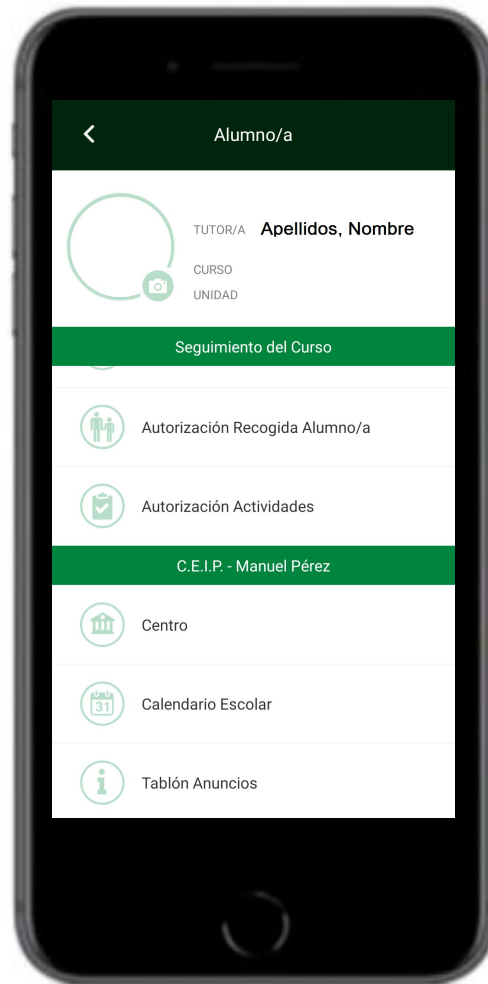 Alumno/a
TUTOR/A Apellidos, Nombre
CURSO
UNIDAD
Seguimiento del Curso
Autorización Recogida Alumno/a
Autorización Actividades
C.E.I.P. - Manuel Pérez
Centro
31
Calendario Escolar
Tablón Anuncios